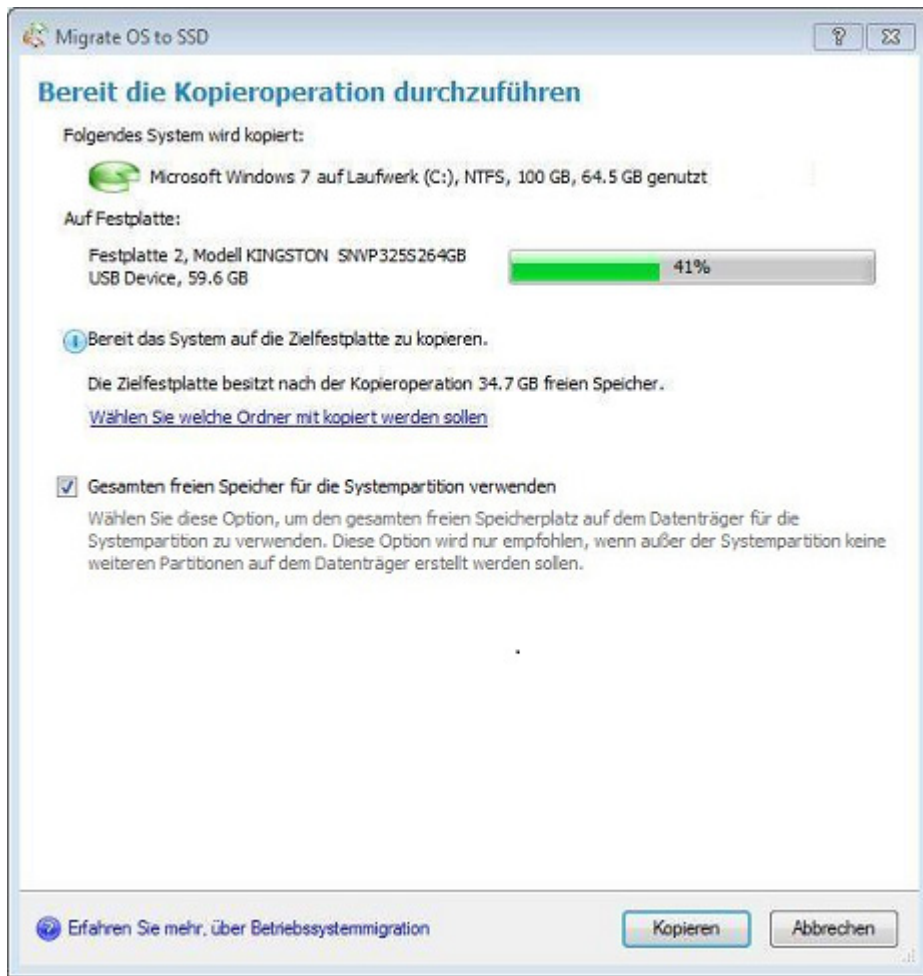 Migrate OS to SSD
Bereit die Kopieroperation durchzuführen
Folgendes System wird kopiert:
Microsoft Windows 7 auf Laufwerk (C:), NTFS, 100 GB, 64.5 GB genutzt
Auf Festplatte:
Festplatte 2, Modell KINGSTON SNVP325S264GB
USB Device, 59.6 GB
41%
Bereit das System auf die Zielfestplatte zu kopieren.
Die Zielfestplatte besitzt nach der Kopieroperation 34.7 GB freien Speicher.
Wählen Sie welche Ordner mit kopiert werden sollen
Gesamten freien Speicher für die Systempartition verwenden
Wählen Sie diese Option, um den gesamten freien Speicherplatz auf dem Datenträger für die
Systempartition zu verwenden. Diese Option wird nur empfohlen, wenn außer der Systempartition keine
weiteren Partitionen auf dem Datenträger erstellt werden sollen.
Erfahren Sie mehr, über Betriebssystemmigration
Kopieren
Abbrechen